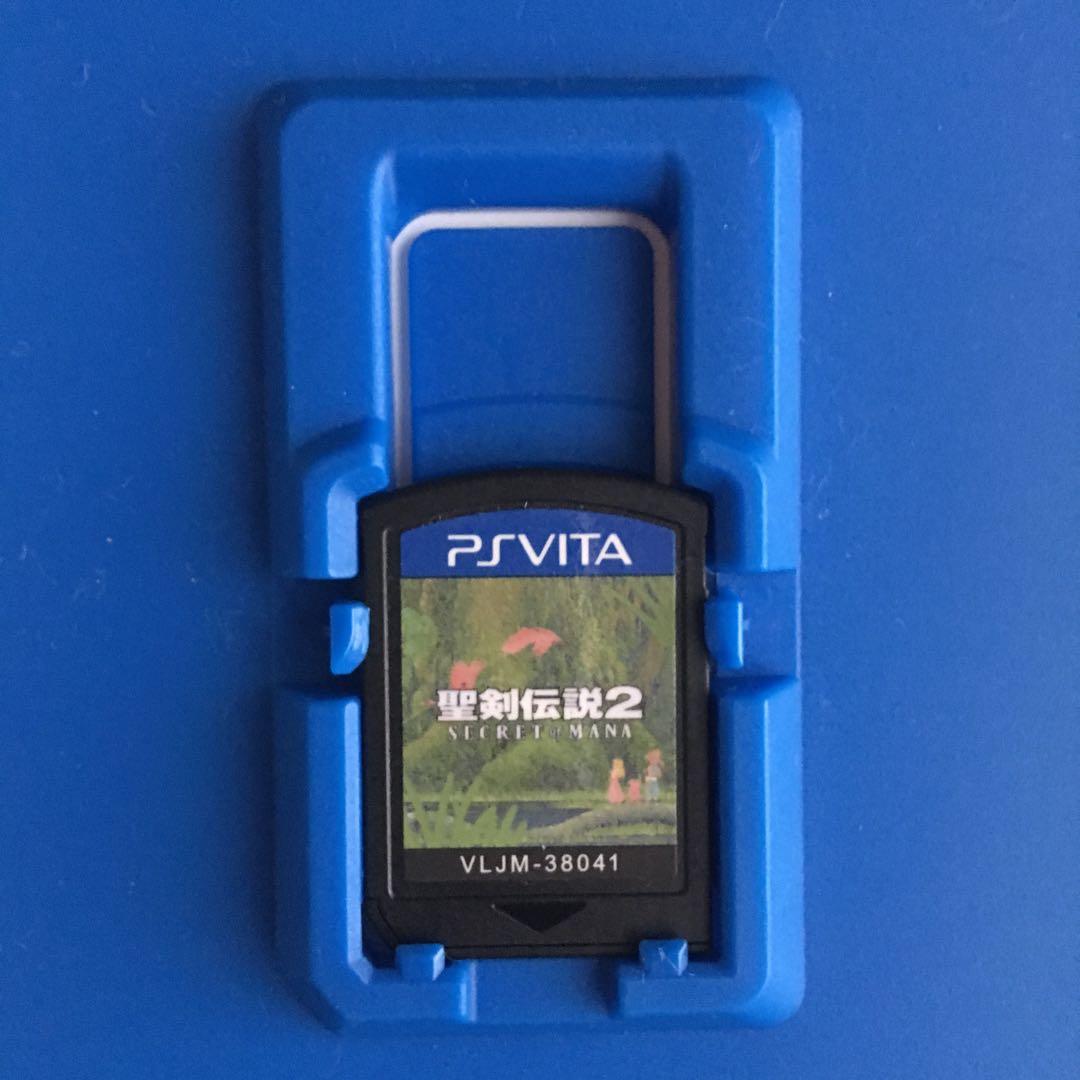 PSVITA
聖剣伝説2
SECRET of MANA
VLJM-38041